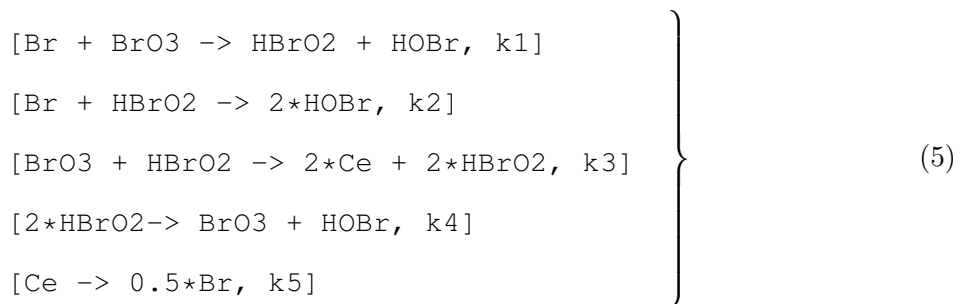 [Br + BrO3 -> HBrO2 + HOBr, k1]
[Br + HBrO2 -> 2*HOBr, k2]
[BrO3 + HBrO2 -> 2*Ce + 2*HBrO2, k3]
(5)
[2*HBrO2-> BrO3 + HOBr, k4]
[Ce -> 0.5*Br, k5]